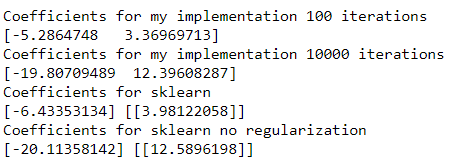 Coefficients for my implementation 100 iterations
[-5.2864748   3.36969713]
Coefficients for my implementation 10000 iterations
[-19.80709489  12.39608287]
Coefficients for sklearn
[-6.43353134] [[3.98122058]]
Coefficients for sklearn no regularization
[-20.11358142] [[12.5896198]]